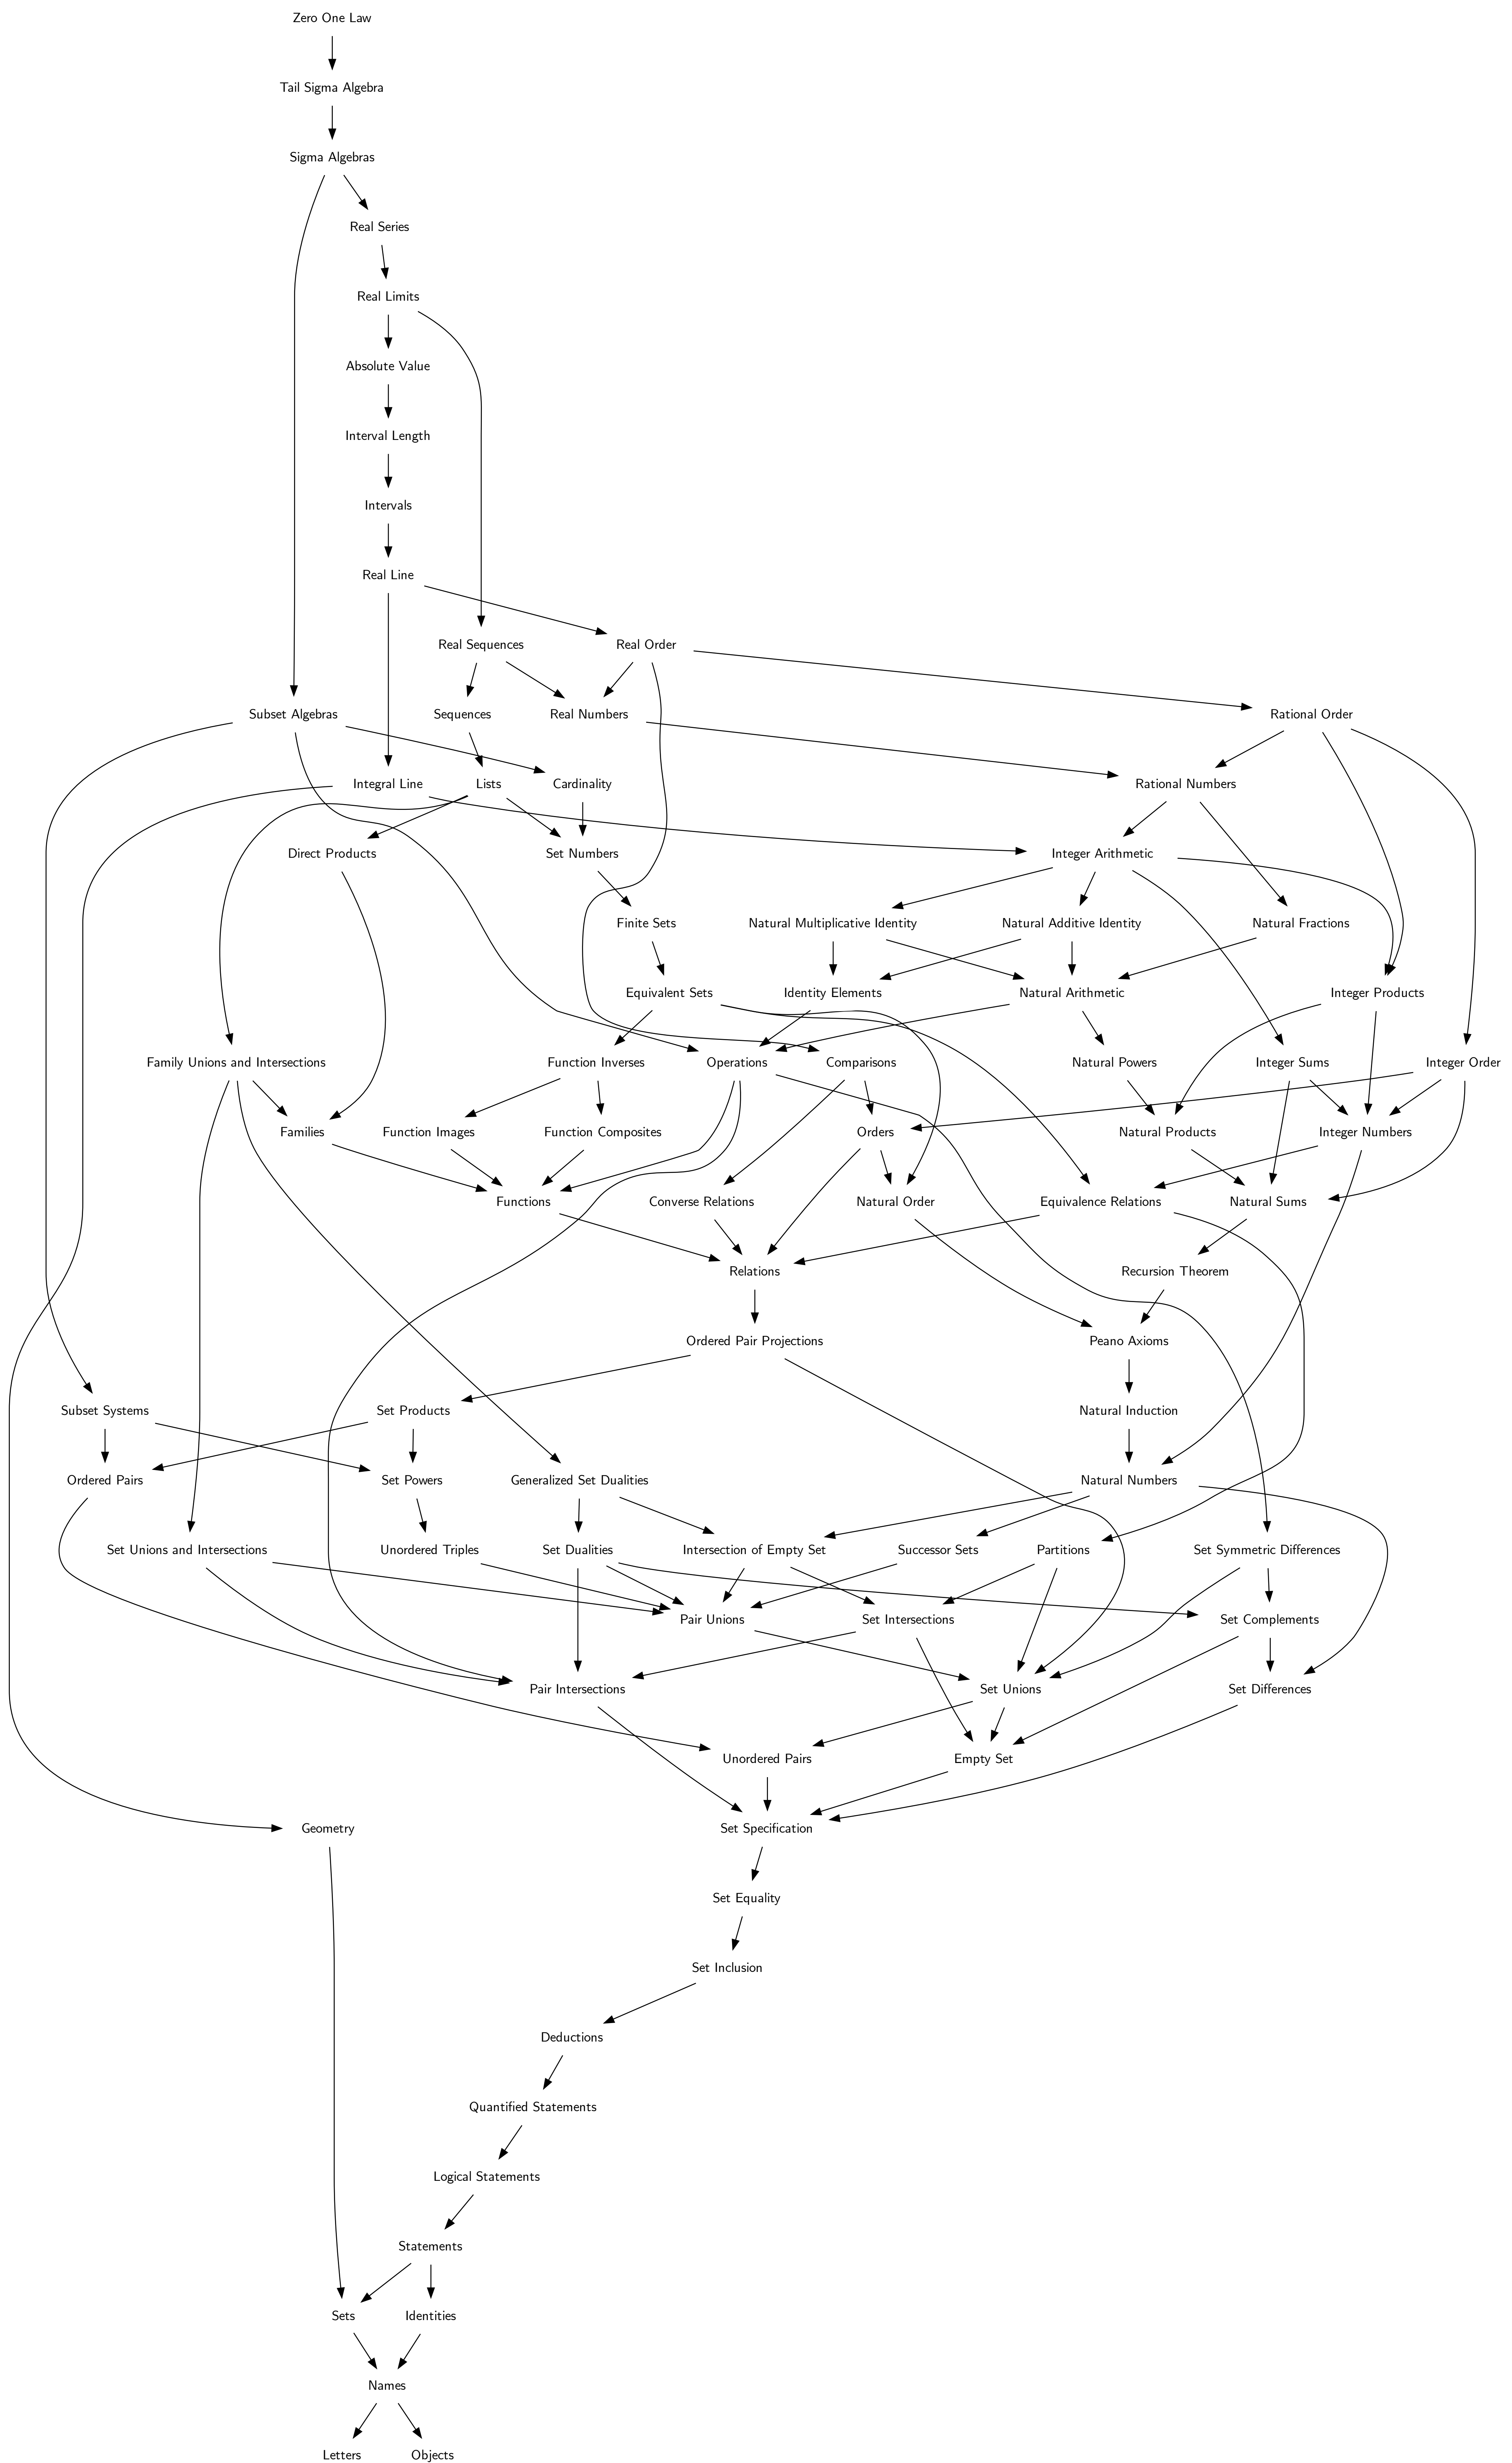 Zero One Law
Tail Sigma Algebra
Sigma Algebras
Real Series
Real Limits
Absolute Value
Interval Length
Intervals
Real Line
Real Sequences
Real Order
Subset Algebras
Sequences
Real Numbers
Rational Order
Integral Line
Lists
Cardinality
Rational Numbers
Direct Products
Set Numbers
Integer Arithmetic
Finite Sets
Natural Multiplicative Identity
Natural Additive Identity
Natural Fractions
Equivalent Sets
Identity Elements
Natural Arithmetic
Integer Products
Family Unions and Intersections
Function Inverses
Operations
Comparisons
Natural Powers
Integer Sums
Integer Order
Families
Function Images
Function Composites
Orders
Natural Products
Integer Numbers
Functions
Converse Relations
Natural Order
Equivalence Relations
Natural Sums
Relations
Recursion Theorem
Ordered Pair Projections
Peano Axioms
Subset Systems
Set Products
Natural Induction
Ordered Pairs
Set Powers
Generalized Set Dualities
Natural Numbers
Set Unions and Intersections
Unordered Triples
Set Dualities
Intersection of Empty Set
Successor Sets
Partitions
Set Symmetric Differences
Pair Unions
Set Intersections
Set Complements
Pair Intersections
Set Unions
Set Differences
Unordered Pairs
Empty Set
Geometry
Set Specification
Set Equality
Set Inclusion
Deductions
Quantified Statements
Logical Statements
Statements
Sets
Identities
Names
Letters
Objects